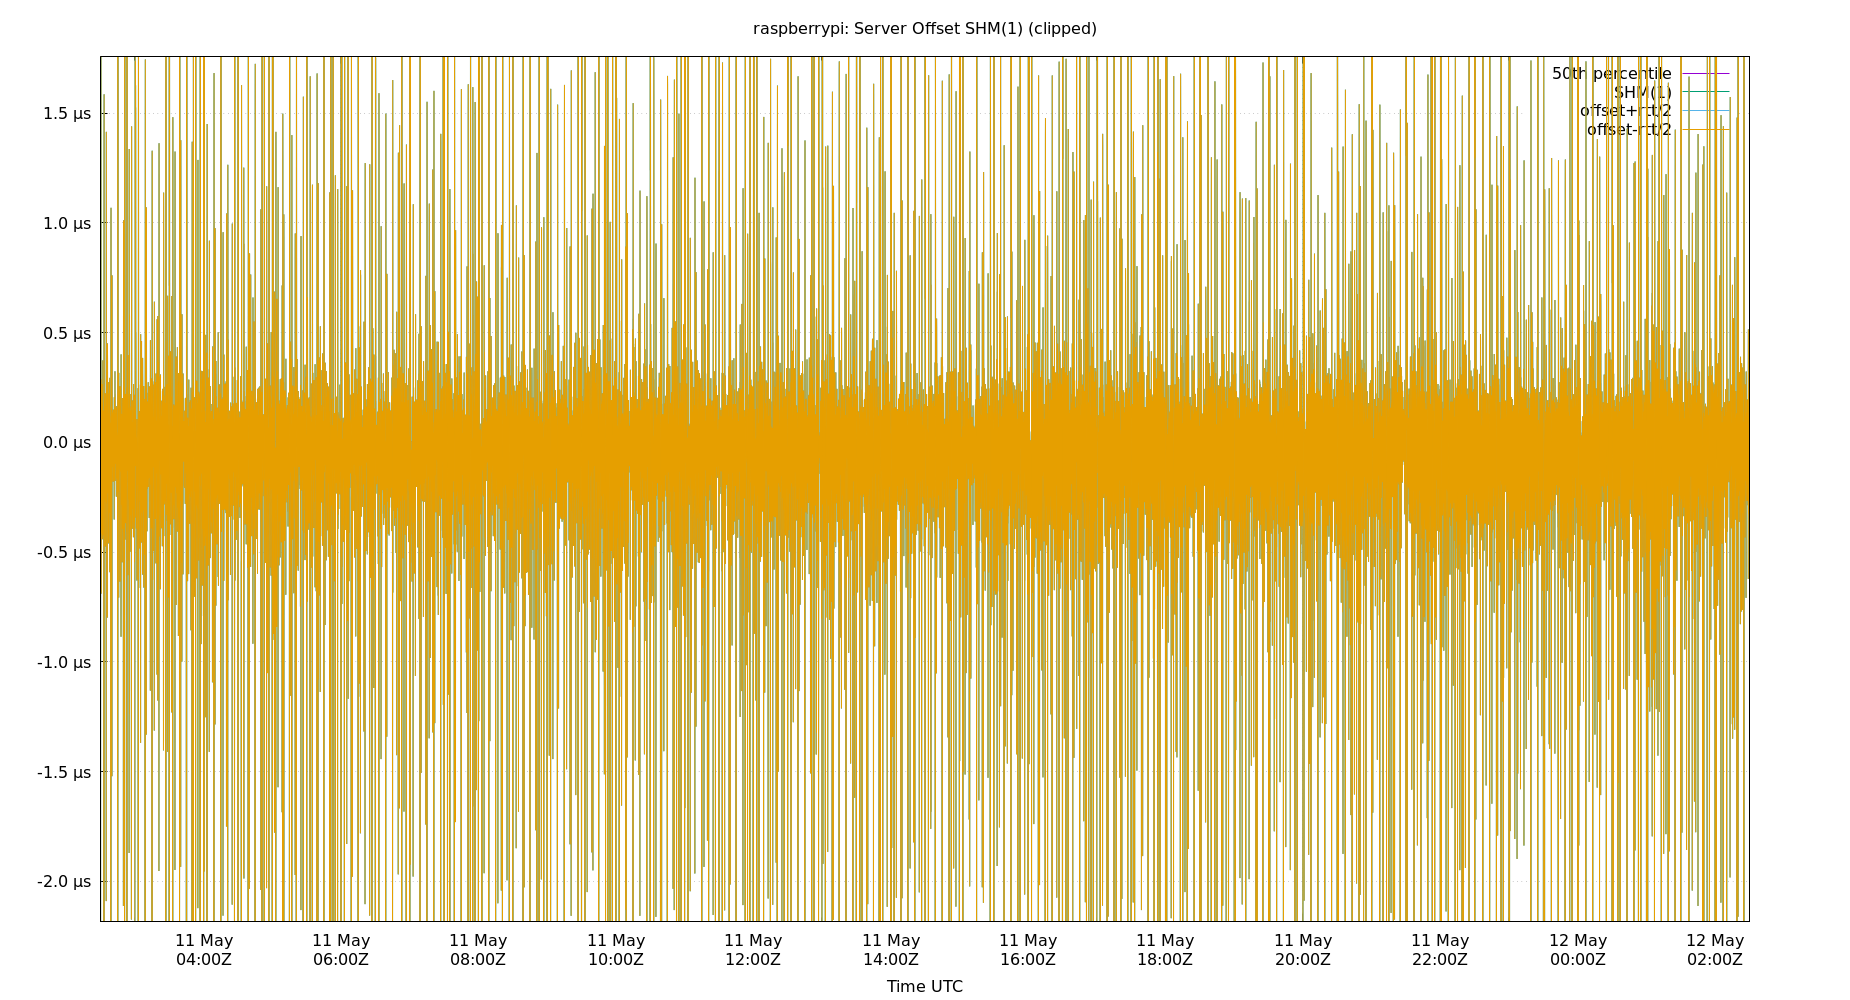 raspberrypi: Server Offset SHM(1) (clipped)
50th percentile
SHM(1)
offset+rtt/2
offset-rtt/2
1.5 µs
1.0 µs
0.5 µs
0.0 µs
-0.5 µs
-1.0 µs
-1.5 µs
-2.0 µs
11 May 11 May 11 May 11 May 11 May 11 May 11 May 11 May 11 May 11 May 12 May 12 May
04:00Z 06:00Z 08:00Z 10:00Z 12:00Z 14:00Z 16:00Z 18:00Z 20:00Z 22:00Z 00:00Z 02:00Z
Time UTC